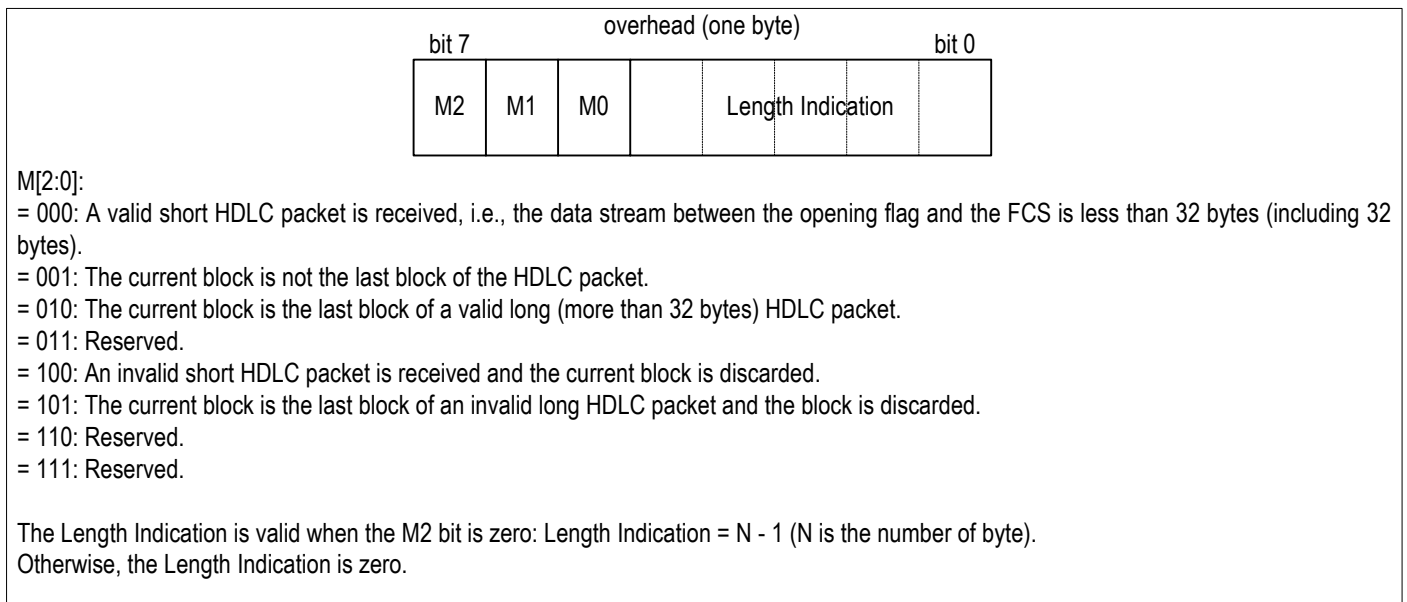 overhead (one byte)
bit 7 bit 0
M2 M1 M0 Length Indication
M[2:0]:
= 000: A valid short HDLC packet is received, i.e., the data stream between the opening flag and the FCS is less than 32 bytes (including 32
bytes).
= 001: The current block is not the last block of the HDLC packet.
= 010: The current block is the last block of a valid long (more than 32 bytes) HDLC packet.
= 011: Reserved.
= 100: An invalid short HDLC packet is received and the current block is discarded.
= 101: The current block is the last block of an invalid long HDLC packet and the block is discarded.
= 110: Reserved.
= 111: Reserved.
The Length Indication is valid when the M2 bit is zero: Length Indication = N - 1 (N is the number of byte).
Otherwise, the Length Indication is zero.